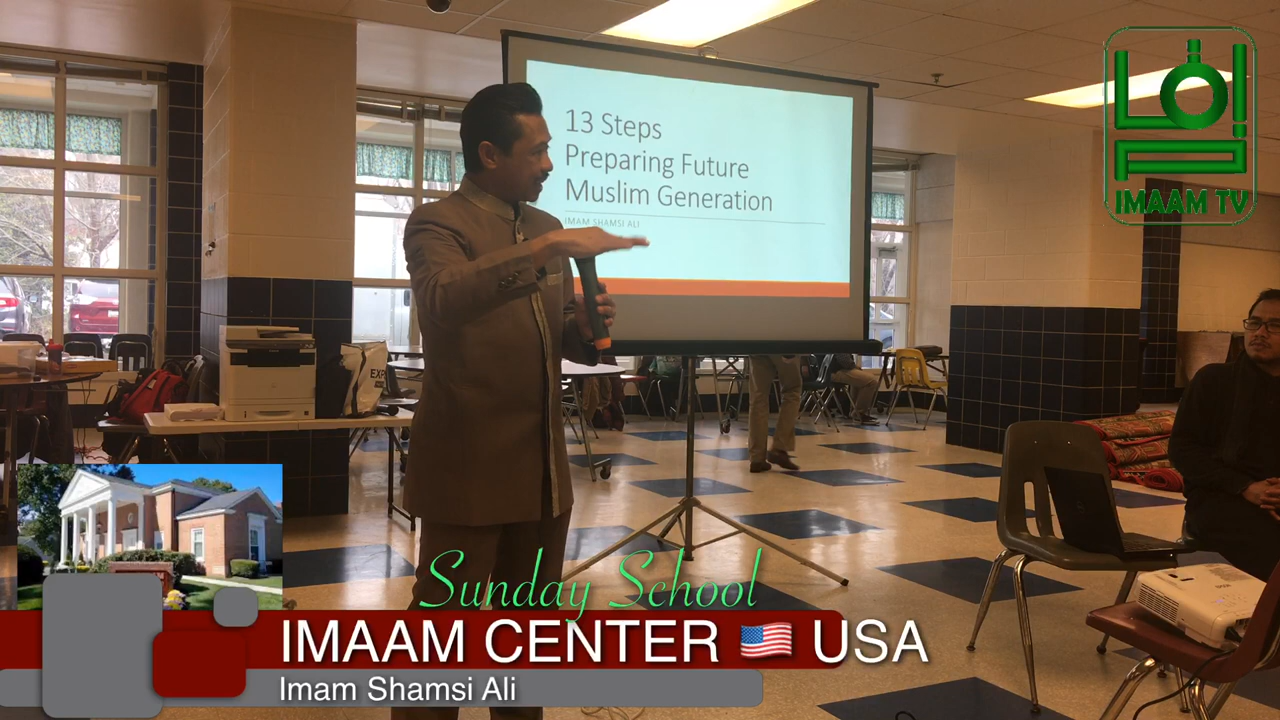 13 Steps
Preparing Future
Muslim Generation
IMAM SHAMSI ALI
IMAAM TV
EXP
Sunday School
IMAAM CENTER 🇺🇸 USA
Imam Shamsi Ali